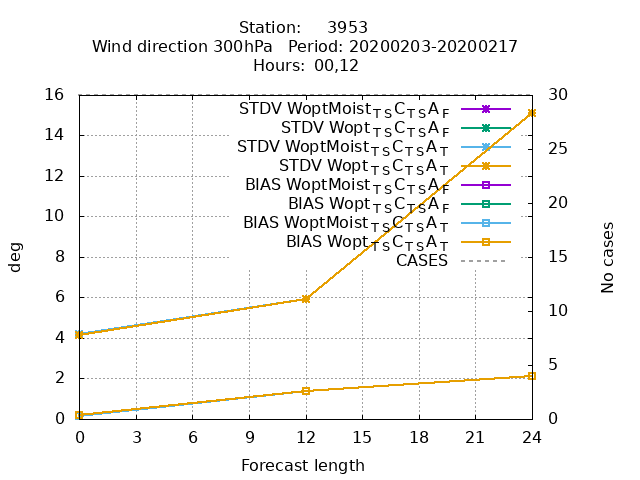 Station: 3953
Wind direction 300hPa Period: 20200203-20200217
Hours: 00,12
16 30
STDV WoptMoistTSCTSAF
14 STDV WoptTSCTSAF
STDV WoptMoistTSCTSAT 25
12 STDV WoptTSCTSAT
BIAS WoptMoistTSCTSAF
10 BIAS WoptTSCTSAF 20
BIAS WoptMoistTSCTSAT
8 BIAS WoptTSCTSAT 15
CASES
deg No cases
6 10
4
2 5
0 0
0 3 6 9 12 15 18 21 24
Forecast length